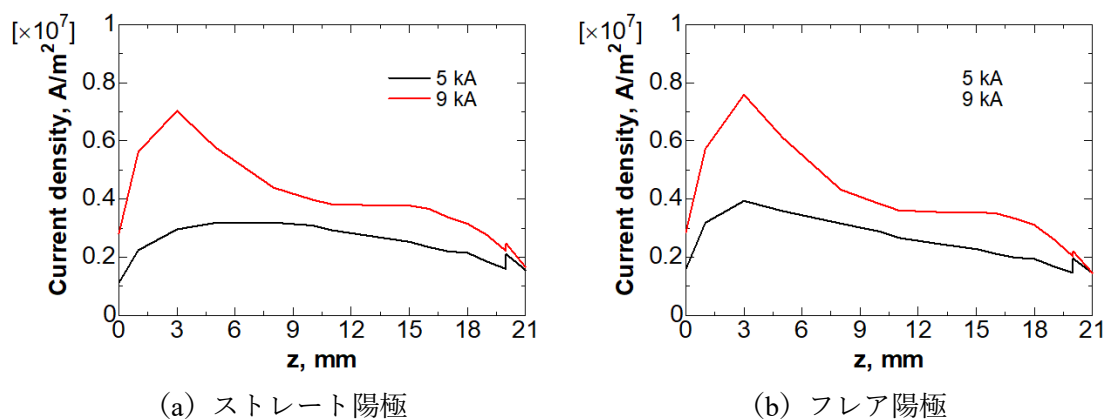 [×10⁷]
Current density, A/m²
1
0.8
0.6
0.4
0.2
0
0 3 6 9 12 15 18 21
z, mm
5 kA
9 kA
(a) ストレート陽極
[×10⁷]
Current density, A/m²
1
0.8
0.6
0.4
0.2
0
0 3 6 9 12 15 18 21
z, mm
5 kA
9 kA
(b) フレア陽極